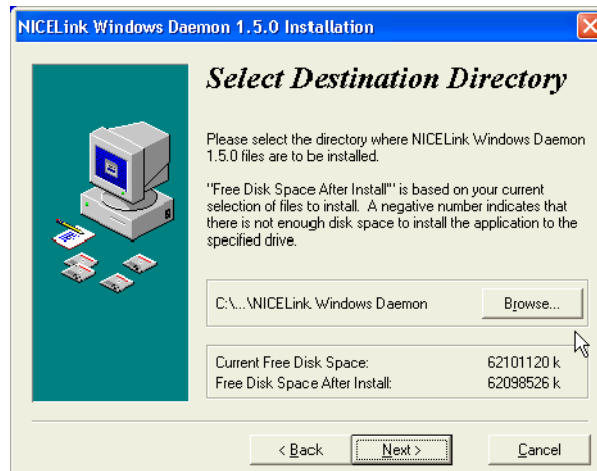 NICELink Windows Daemon 1.5.0 Installation
Select Destination Directory
Please select the directory where NICELink Windows Daemon
1.5.0 files are to be installed.
"Free Disk Space After Install'" is based on your current
selection of files to install. A negative number indicates that
there is not enough disk space to install the application to the
specified drive.
C:\...\NICELink Windows Daemon
Browse...
Current Free Disk Space: 62101120 k
Free Disk Space After Install: 62098526 k
< Back Next > Cancel